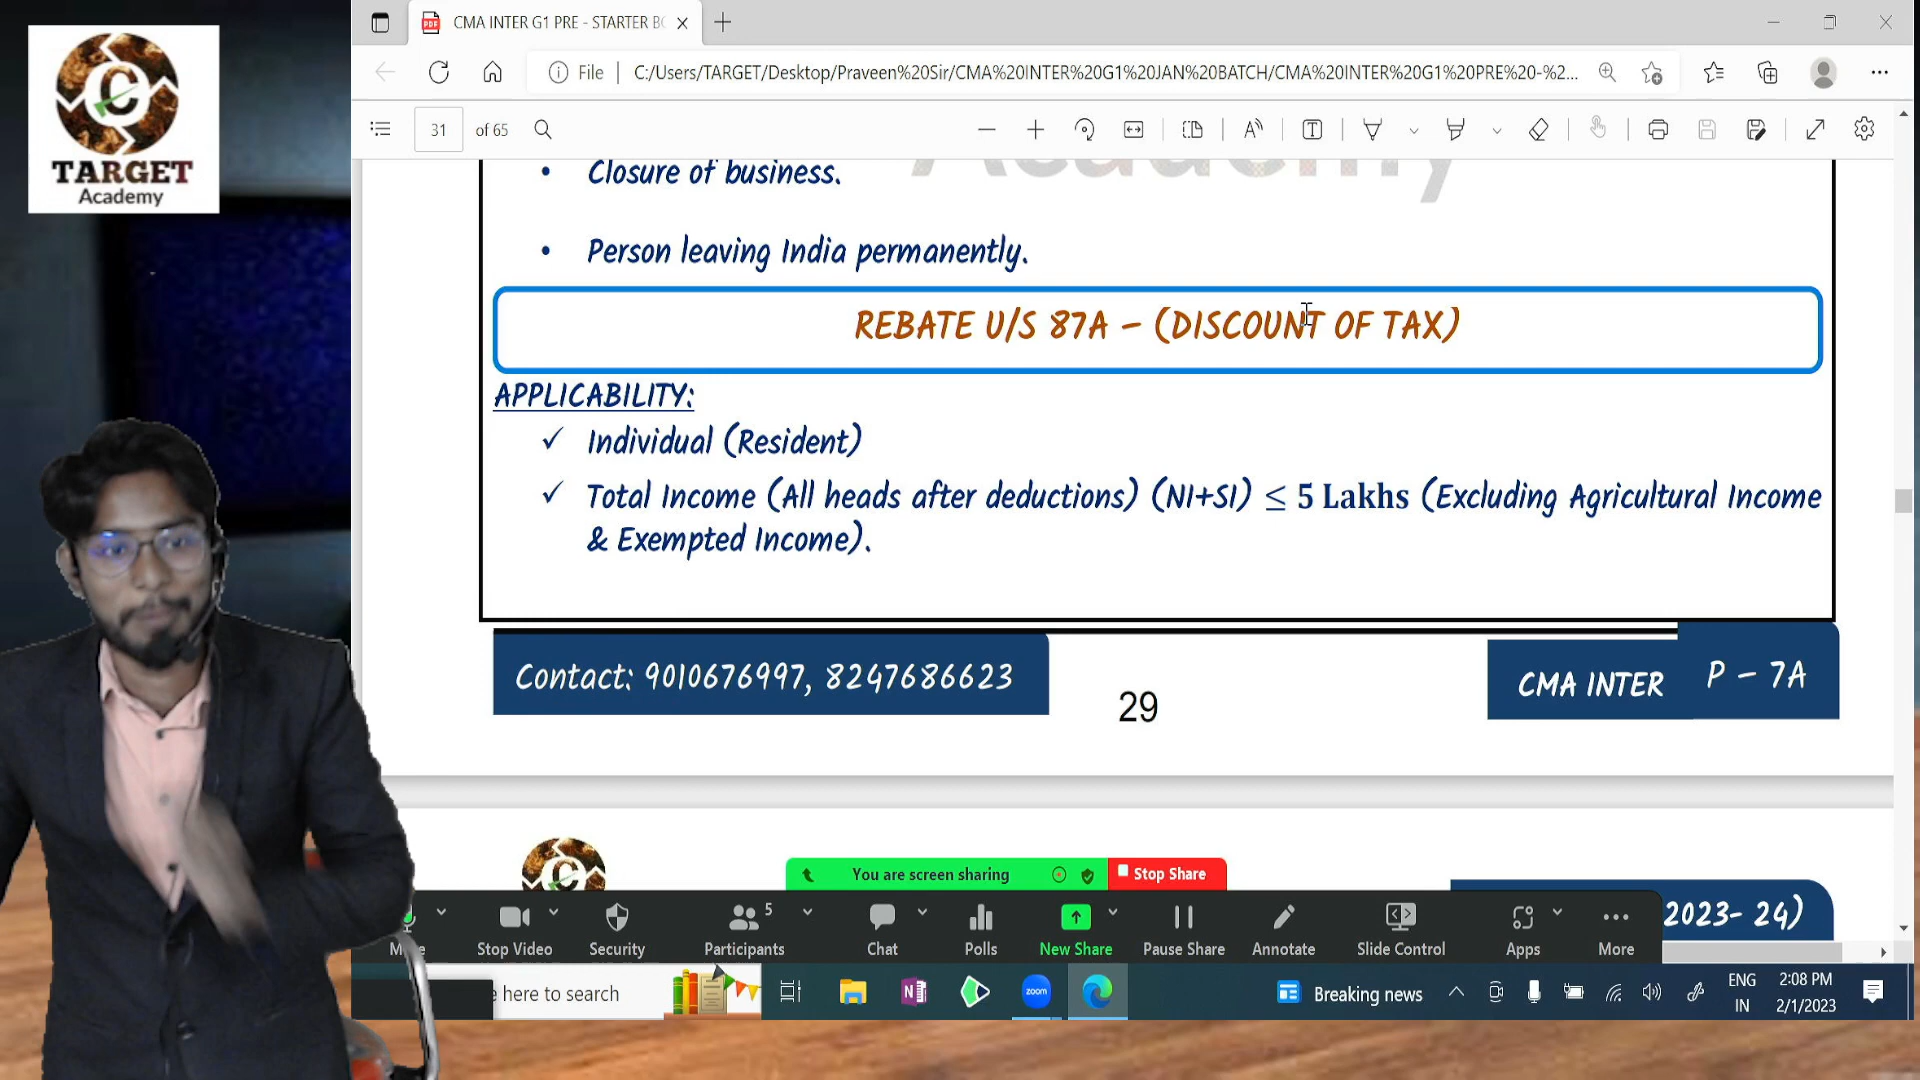 CMA INTER G1 PRE - STARTER BO
TARGET
Academy
File
C:/Users/TARGET/Desktop/Praveen%20Sir/CMA%20INTER%20G1%20JAN%20BATCH/CMA%20INTER%20G1%20PRE%20-%2...
31 of 65
Academy
• Closure of business.
• Person leaving India permanently.
REBATE U/S 87A – (DISCOUNT OF TAX)
APPLICABILITY:
✓ Individual (Resident)
✓ Total Income (All heads after deductions) (NI+SI) ≤ 5 Lakhs (Excluding Agricultural Income
& Exempted Income).
Contact: 9010676997, 8247686623
29
CMA INTER
P – 7A
You are screen sharing
Stop Share
2023- 24)
5
Stop Video
Security
Participants
Chat
Polls
New Share
Pause Share
Annotate
Slide Control
Apps
More
e here to search
zoom
Breaking news
ENG
IN
2:08 PM
2/1/2023